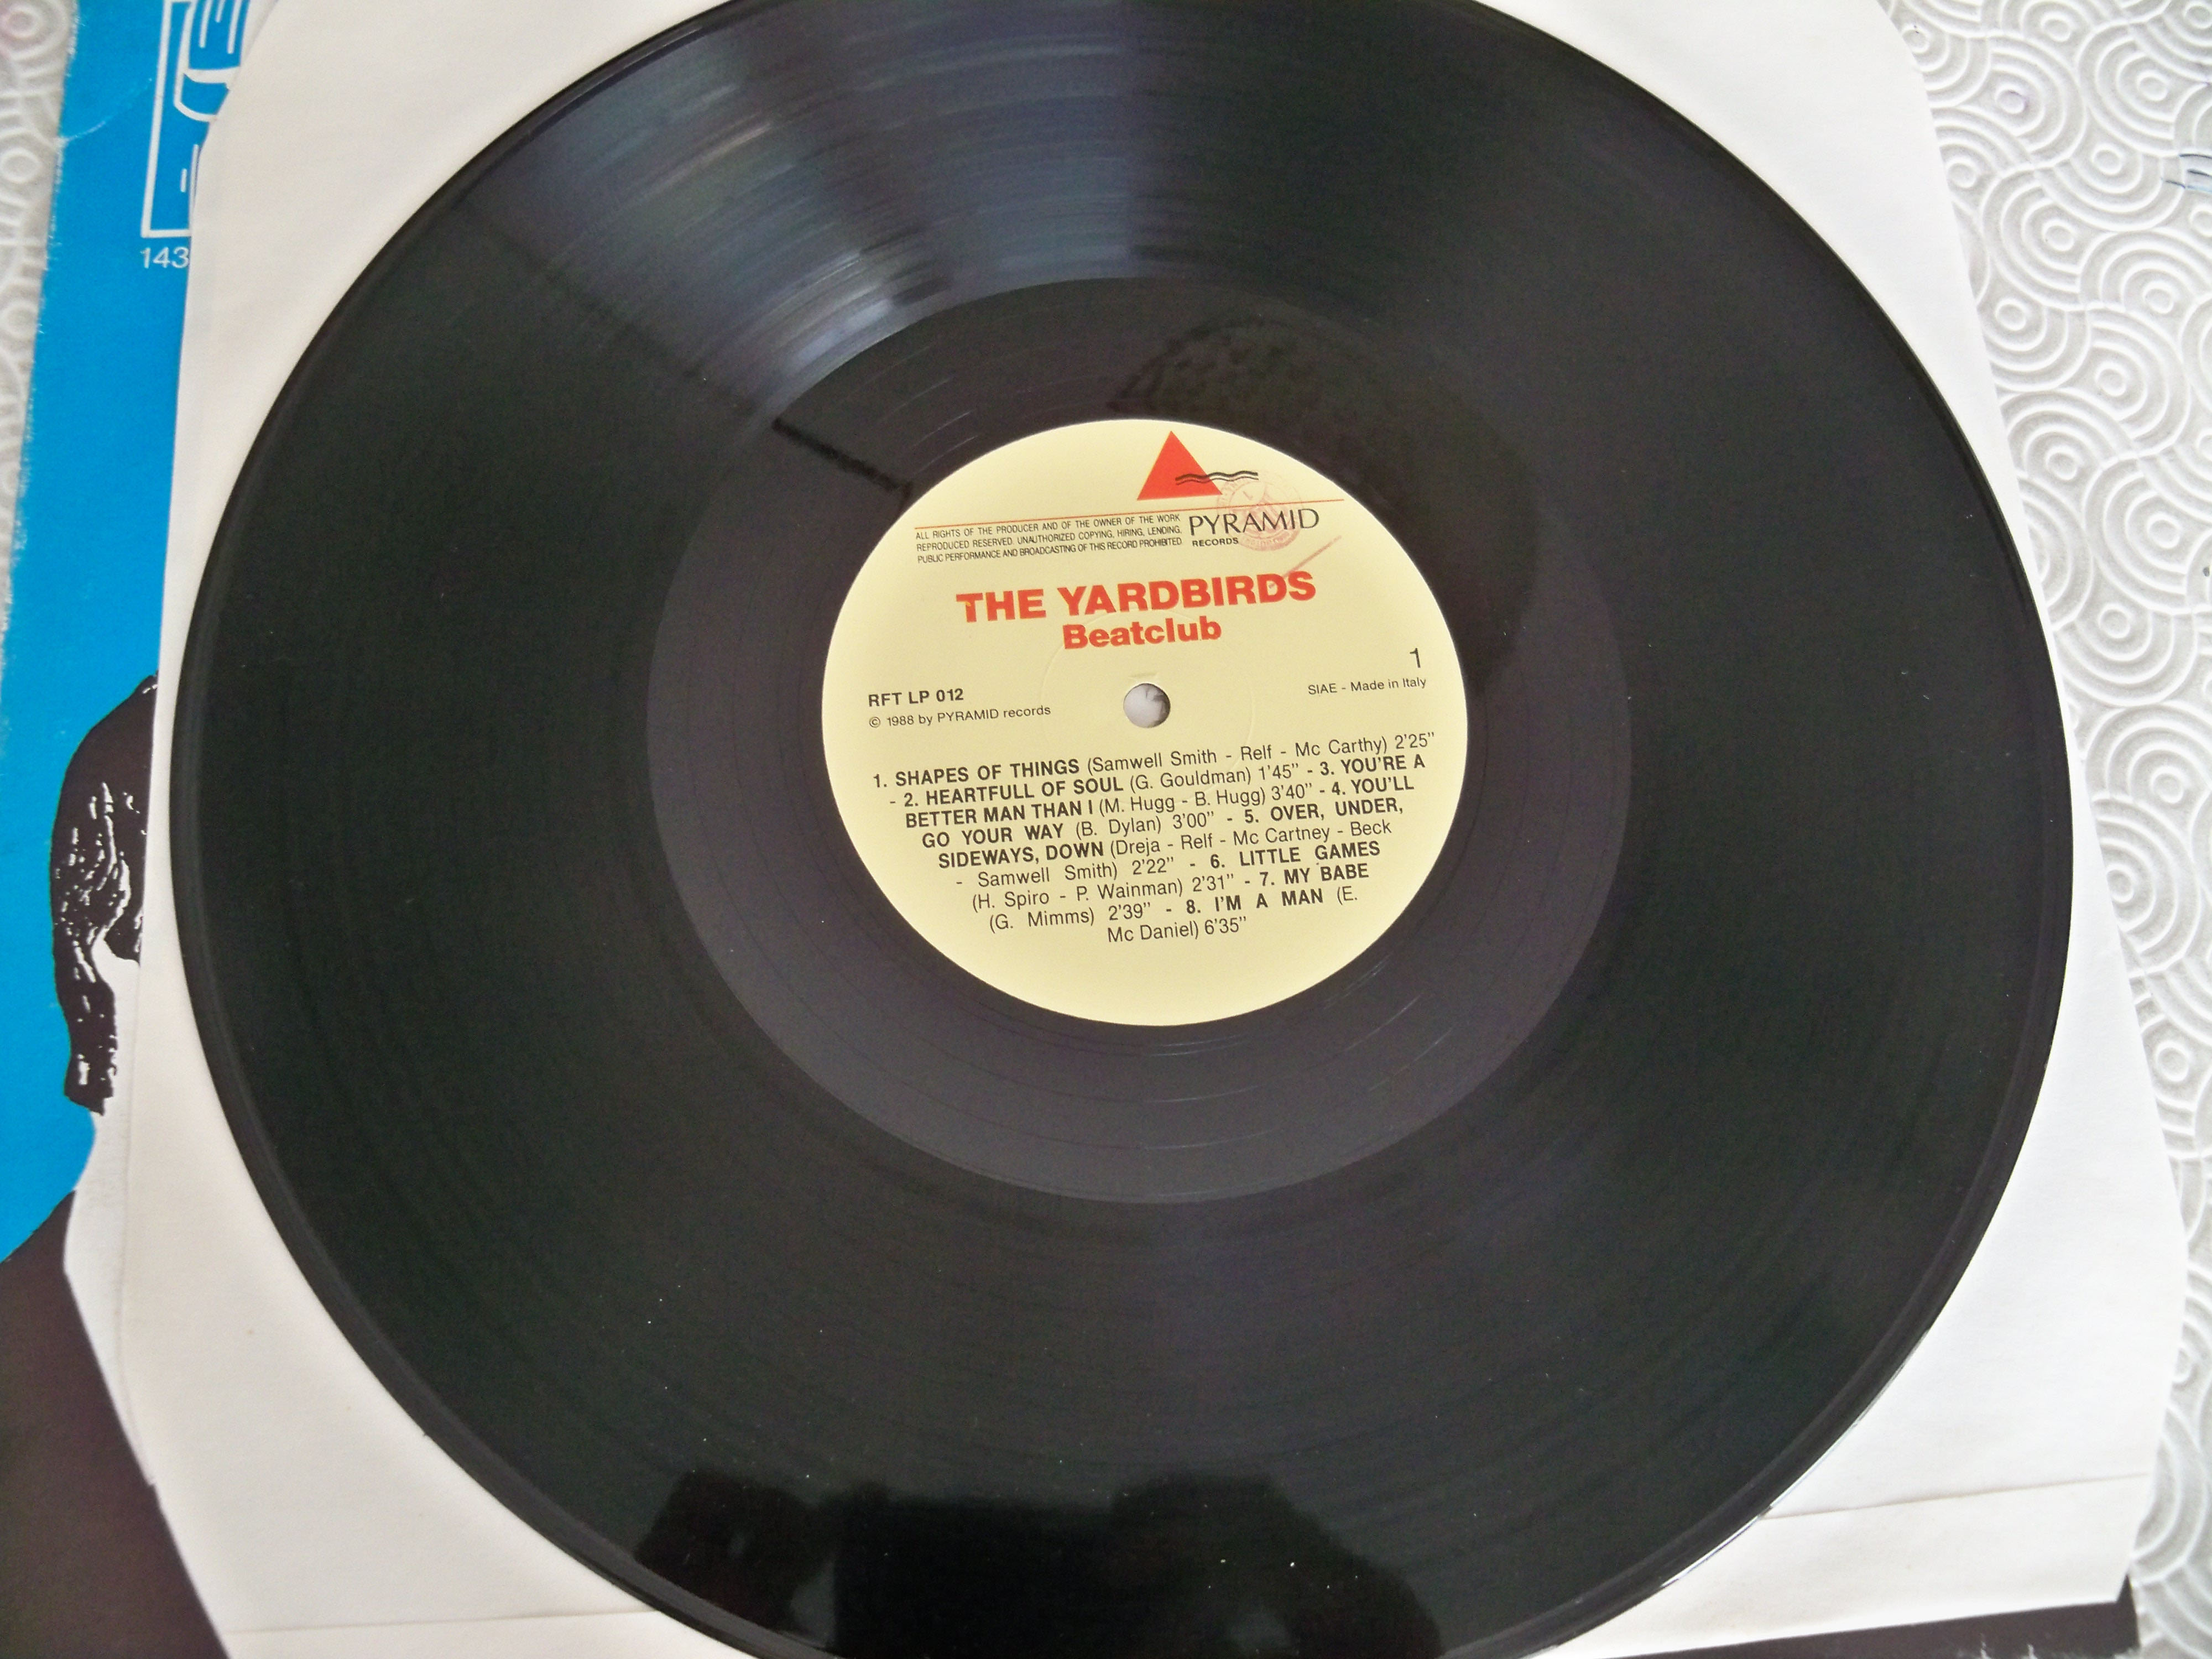 143
ALL RIGHTS OF THE PRODUCER AND OF THE OWNER OF THE WORK
REPRODUCED RESERVED. UNAUTHORIZED COPYING, HIRING, LENDING,
PUBLIC PERFORMANCE AND BROADCASTING OF THIS RECORD PROHIBITED
PYRAMID
RECORDS
THE YARDBIRDS
Beatclub
1
RFT LP 012
SIAE - Made in Italy
© 1988 by PYRAMID records
1. SHAPES OF THINGS (Samwell Smith - Relf - Mc Carthy) 2'25"
- 2. HEARTFULL OF SOUL (G. Gouldman) 1'45" - 3. YOU'RE A
BETTER MAN THAN I (M. Hugg - B. Hugg) 3'40" - 4. YOU'LL
GO YOUR WAY (B. Dylan) 3'00" - 5. OVER, UNDER,
SIDEWAYS, DOWN (Dreja - Relf - Mc Cartney - Beck
- Samwell Smith) 2'22" - 6. LITTLE GAMES
(H. Spiro - P. Wainman) 2'31" - 7. MY BABE
(G. Mimms) 2'39" - 8. I'M A MAN (E.
Mc Daniel) 6'35"